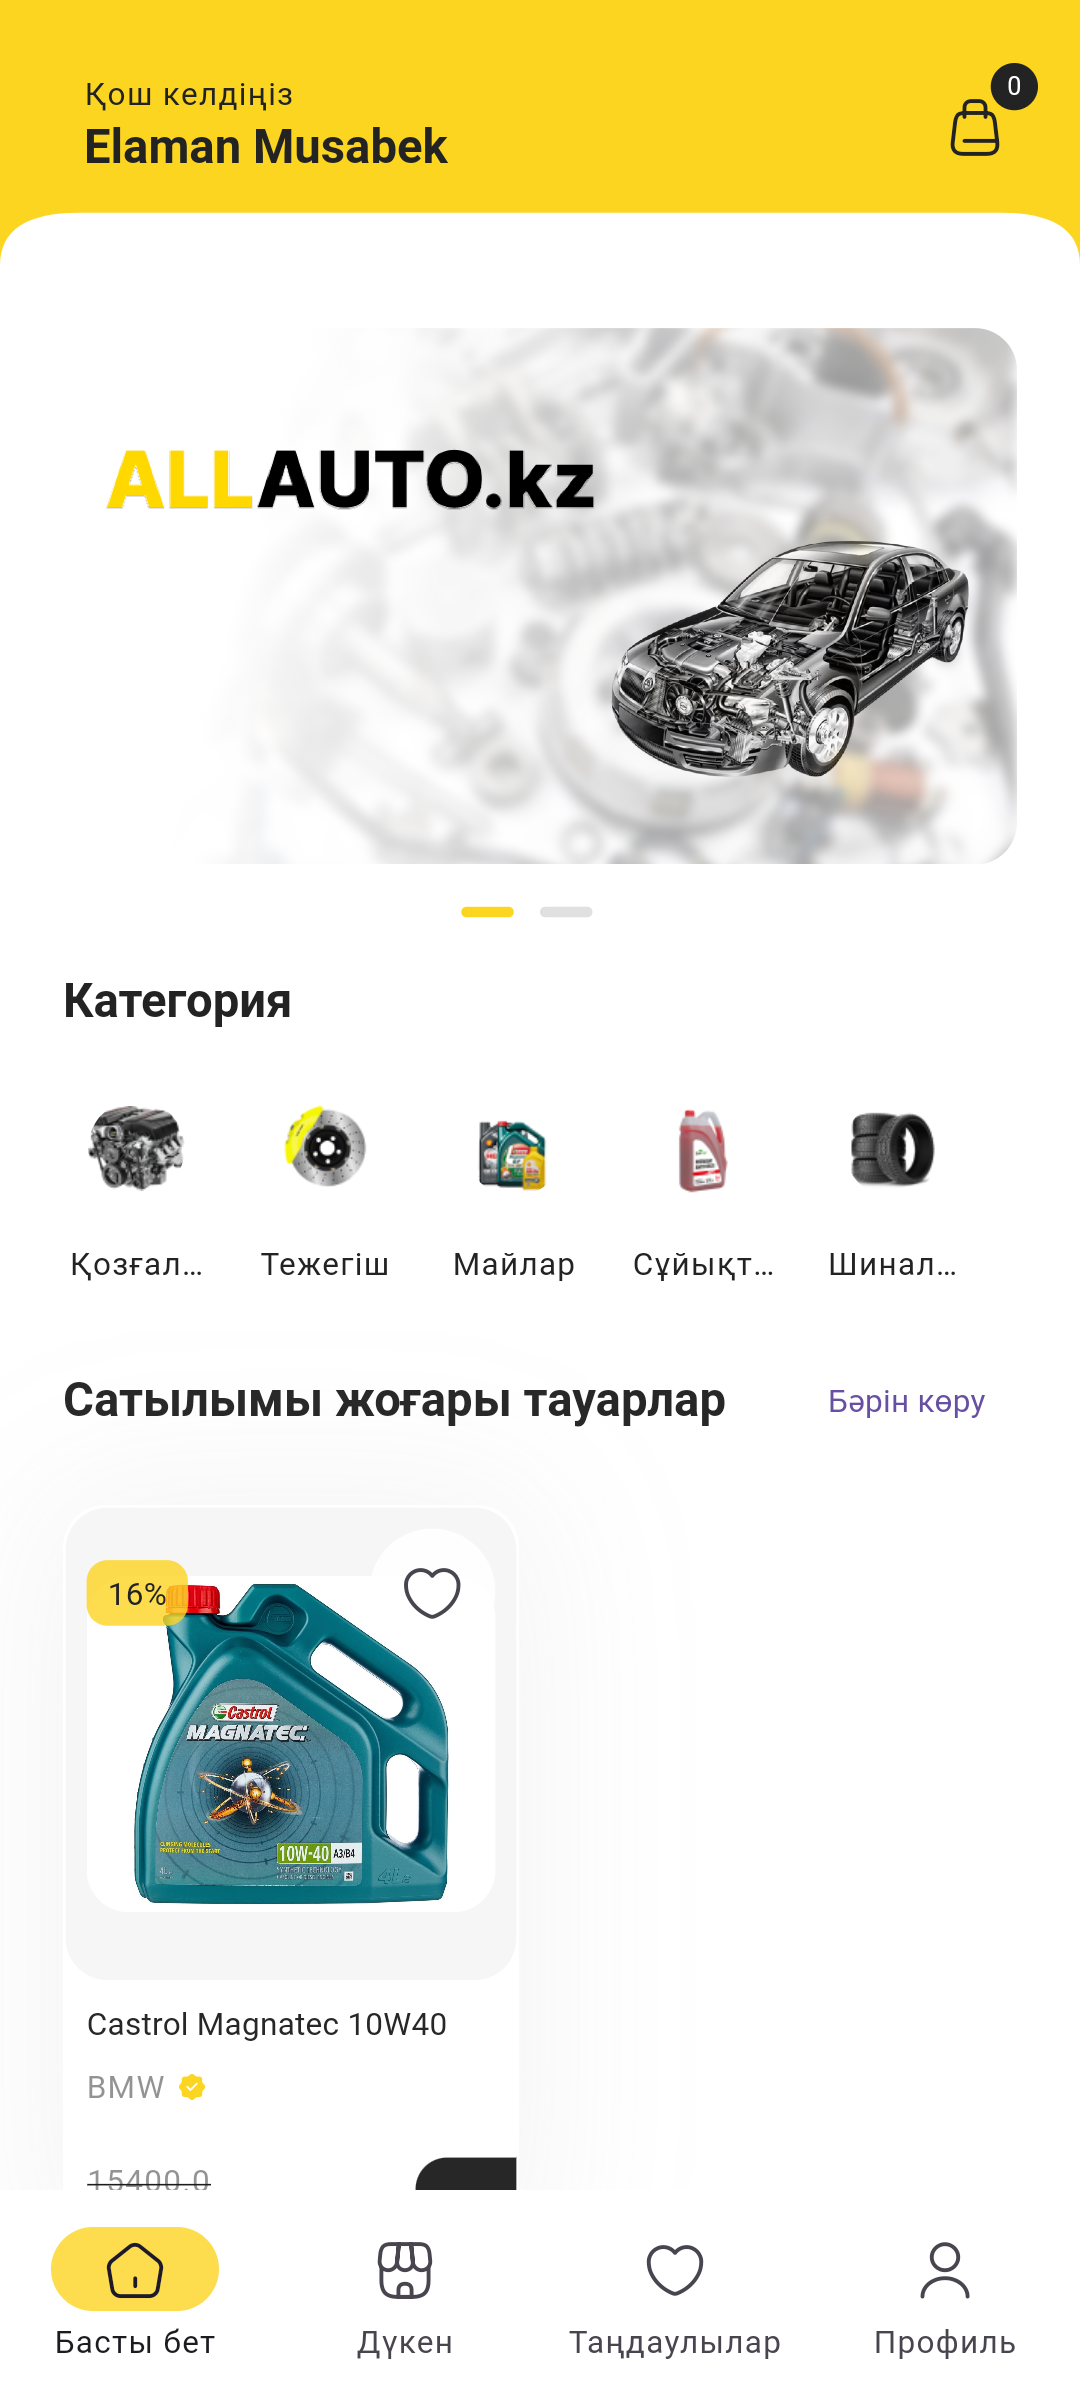 Қош келдіңіз
Elaman Musabek
0
ALLAUTO.kz
Категория
Қозғал...
Тежегіш
Майлар
Сұйықт...
Шинал...
Сатылымы жоғары тауарлар
Бәрін көру
16%
Castrol
MAGNATEC
10W-40 A3/B4
Castrol Magnatec 10W40
BMW
15400.0
Басты бет
Дүкен
Таңдаулылар
Профиль